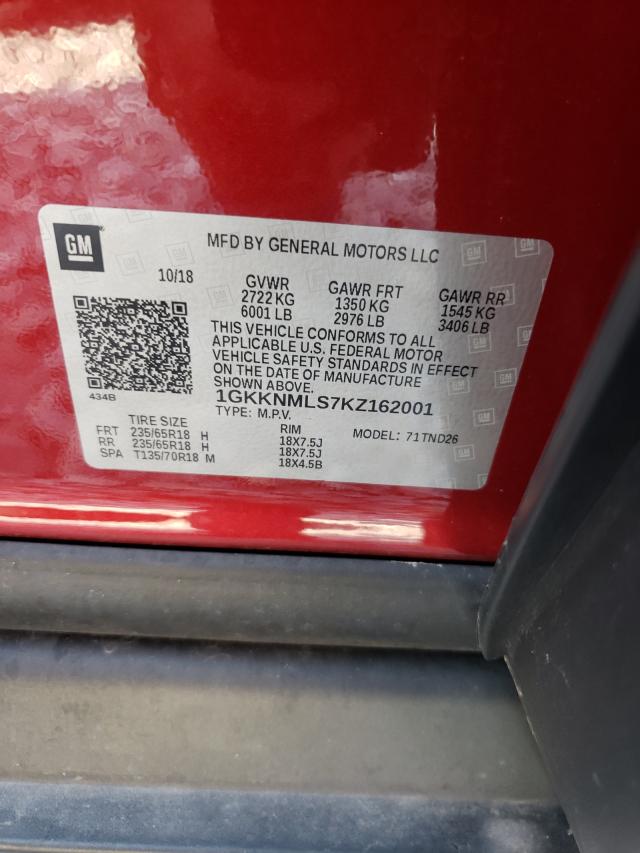 GM
MFD BY GENERAL MOTORS LLC
10/18
GVWR GAWR FRT GAWR RR
2722 KG 1350 KG 1545 KG
6001 LB 2976 LB 3406 LB
THIS VEHICLE CONFORMS TO ALL
APPLICABLE U.S. FEDERAL MOTOR
VEHICLE SAFETY STANDARDS IN EFFECT
ON THE DATE OF MANUFACTURE
SHOWN ABOVE.
434B
1GKKNMLS7KZ162001
TYPE: M.P.V.
MODEL: 71TND26
TIRE SIZE RIM
FRT 235/65R18 H 18X7.5J
RR 235/65R18 H 18X7.5J
SPA T135/70R18 M 18X4.5B